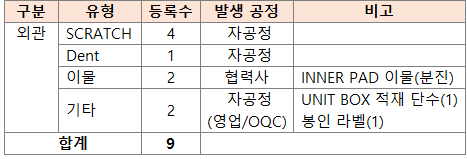 구분 유형 등록수 발생 공정 비고
외관 SCRATCH 4 자공정
Dent 1 자공정
이물 2 협력사 INNER PAD 이물(분진)
기타 2 자공정 (영업/OQC) UNIT BOX 적재 단수(1) 봉인 라벨(1)
합계 9